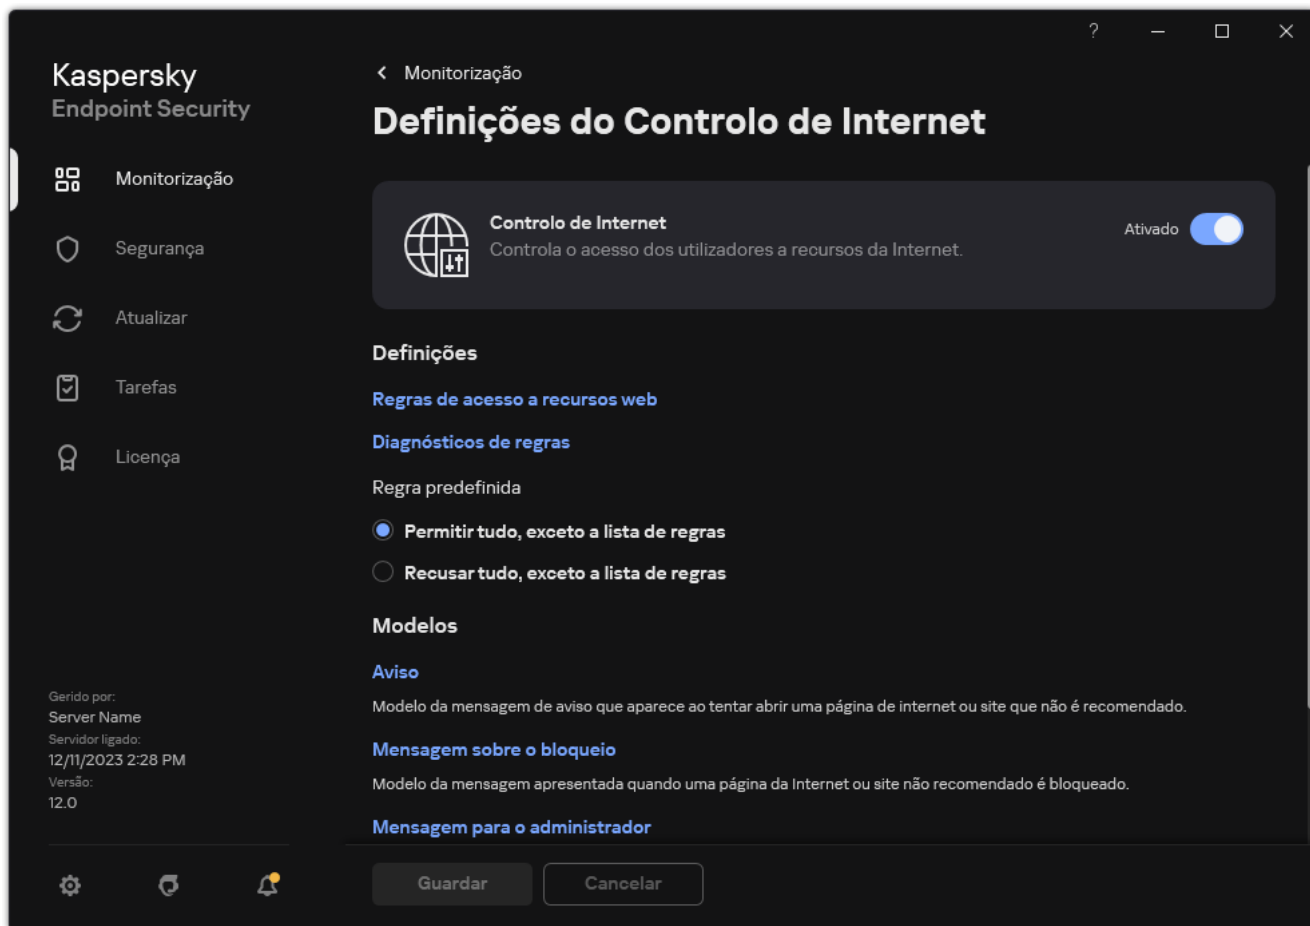 ?
Kaspersky
Endpoint Security
Monitorização
Segurança
Atualizar
Tarefas
Licença
Gerido por:
Server Name
Servidor ligado:
12/11/2023 2:28 PM
Versão:
12.0
Monitorização
Definições do Controlo de Internet
Controlo de Internet
Controla o acesso dos utilizadores a recursos da Internet.
Ativado
Definições
Regras de acesso a recursos web
Diagnósticos de regras
Regra predefinida
Permitir tudo, exceto a lista de regras
Recusar tudo, exceto a lista de regras
Modelos
Aviso
Modelo da mensagem de aviso que aparece ao tentar abrir uma página de internet ou site que não é recomendado.
Mensagem sobre o bloqueio
Modelo da mensagem apresentada quando uma página da Internet ou site não recomendado é bloqueado.
Mensagem para o administrador
Guardar
Cancelar